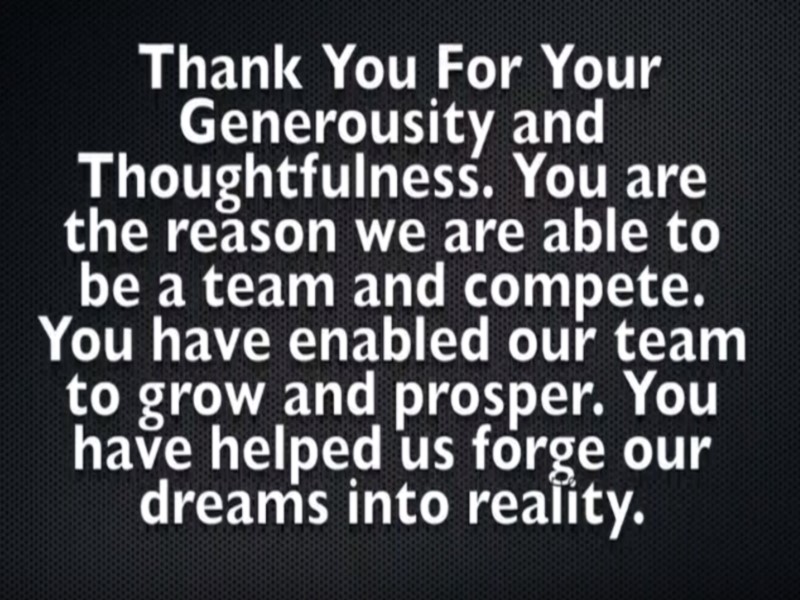 Thank You For Your
Generousity and
Thoughtfulness. You are
the reason we are able to
be a team and compete.
You have enabled our team
to grow and prosper. You
have helped us forge our
dreams into reality.